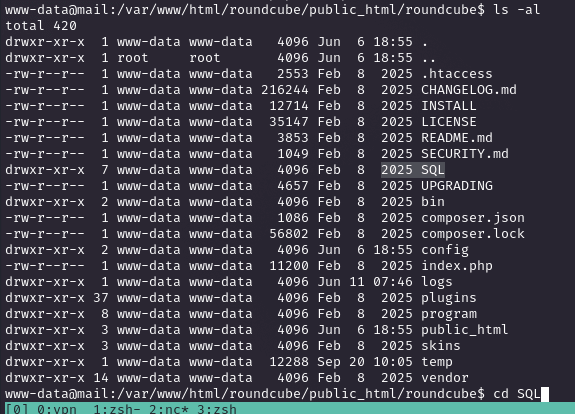 www-data@mail:/var/www/html/roundcube/public_html/roundcube$ ls -al
total 420
drwxr-xr-x  1 www-data www-data   4096 Jun  6 18:55 .
drwxr-xr-x  1 root     root       4096 Jun  6 18:55 ..
-rw-r--r--  1 www-data www-data   2553 Feb  8  2025 .htaccess
-rw-r--r--  1 www-data www-data 216244 Feb  8  2025 CHANGELOG.md
-rw-r--r--  1 www-data www-data  12714 Feb  8  2025 INSTALL
-rw-r--r--  1 www-data www-data  35147 Feb  8  2025 LICENSE
-rw-r--r--  1 www-data www-data   3853 Feb  8  2025 README.md
-rw-r--r--  1 www-data www-data   1049 Feb  8  2025 SECURITY.md
drwxr-xr-x  7 www-data www-data   4096 Feb  8  2025 SQL
-rw-r--r--  1 www-data www-data   4657 Feb  8  2025 UPGRADING
drwxr-xr-x  2 www-data www-data   4096 Feb  8  2025 bin
-rw-r--r--  1 www-data www-data   1086 Feb  8  2025 composer.json
-rw-r--r--  1 www-data www-data  56802 Feb  8  2025 composer.lock
drwxr-xr-x  2 www-data www-data   4096 Jun  6 18:55 config
-rw-r--r--  1 www-data www-data  11200 Feb  8  2025 index.php
drwxr-xr-x  1 www-data www-data   4096 Jun 11 07:46 logs
drwxr-xr-x 37 www-data www-data   4096 Feb  8  2025 plugins
drwxr-xr-x  8 www-data www-data   4096 Feb  8  2025 program
drwxr-xr-x  3 www-data www-data   4096 Jun  6 18:55 public_html
drwxr-xr-x  3 www-data www-data   4096 Feb  8  2025 skins
drwxr-xr-x  1 www-data www-data  12288 Sep 20 10:05 temp
drwxr-xr-x 14 www-data www-data   4096 Feb  8  2025 vendor
www-data@mail:/var/www/html/roundcube/public_html/roundcube$ cd SQL
[0] 0:vpn  1:zsh- 2:nc* 3:zsh